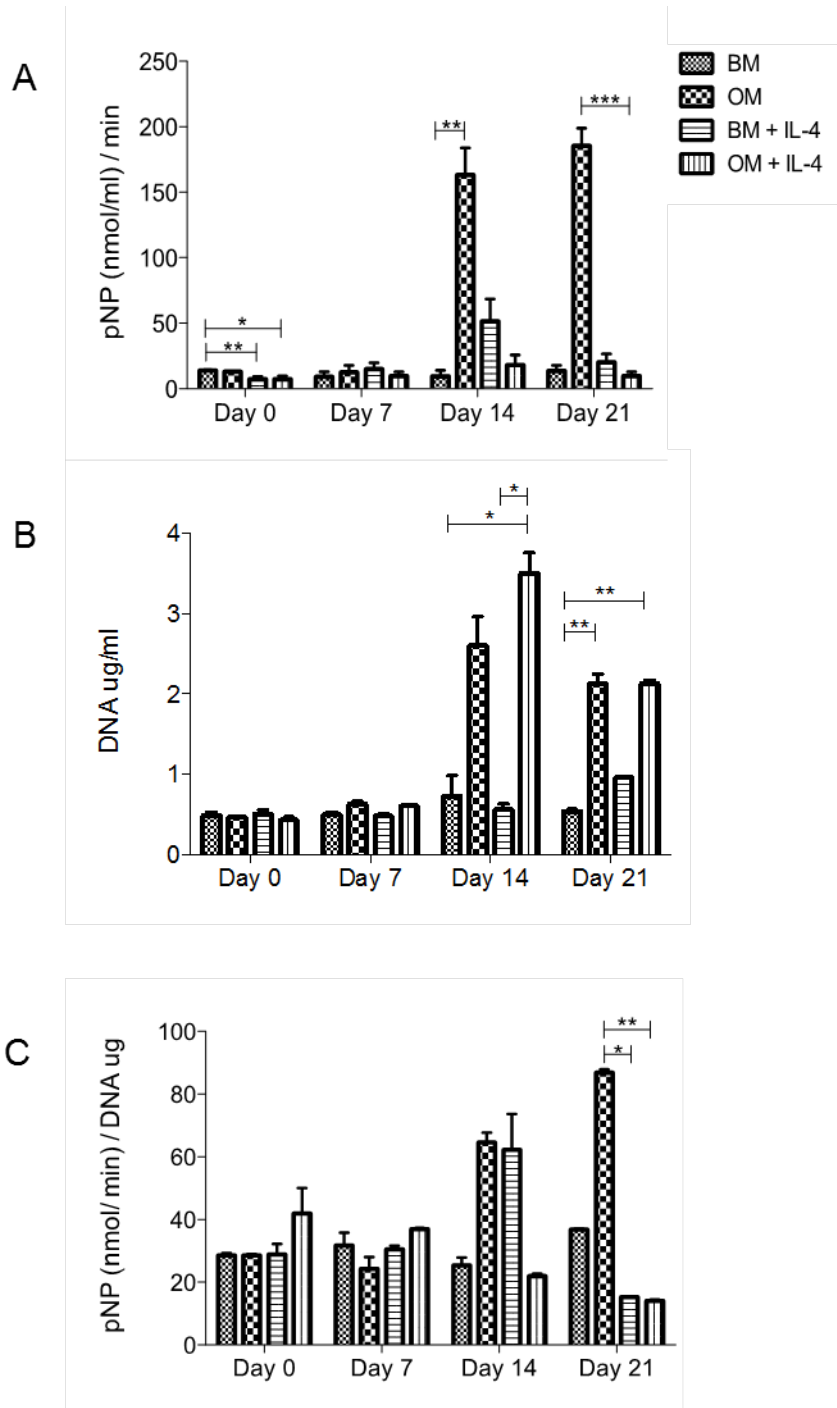 A
pNP (nmol/ml) / min
250
200
150
100
50
0
**
*
**
***
Day 0
Day 7
Day 14
Day 21
BM
OM
BM + IL-4
OM + IL-4
B
DNA ug/ml
4
3
2
1
0
*
*
**
**
Day 0
Day 7
Day 14
Day 21
C
pNP (nmol/ min) / DNA ug
100
80
60
40
20
0
**
*
Day 0
Day 7
Day 14
Day 21